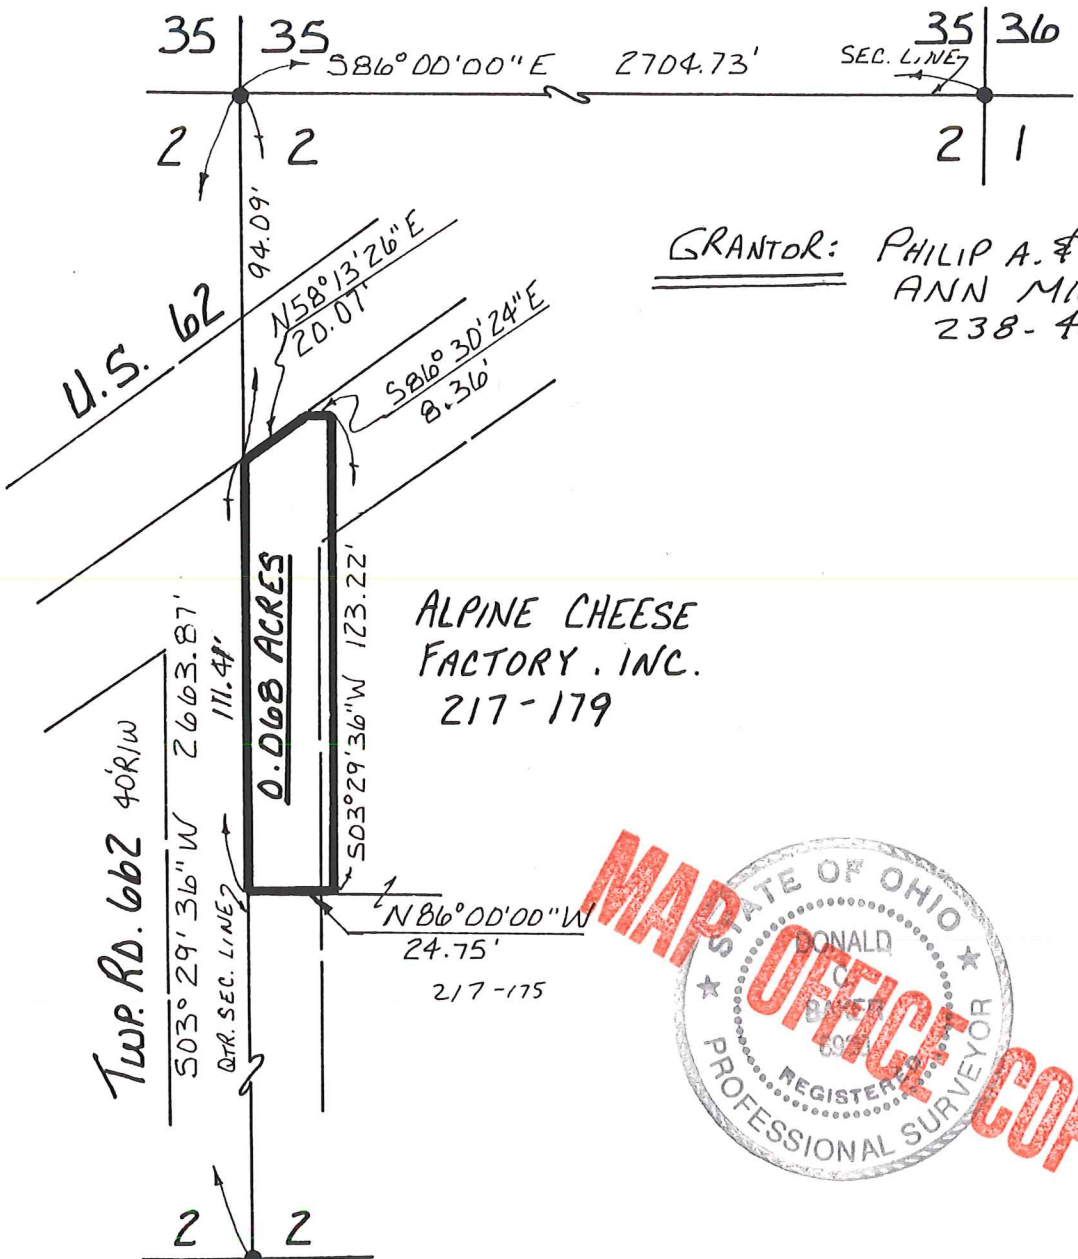 35 35
35 36
S86°00'00"E 2704.73'
SEC. LINE
2 2
2 1
94.09'
GRANTOR: PHILIP A. &
ANN
238-4
U.S. 62
N58°13'26"E
20.07'
S86°30'24"E
8.36'
0.068 ACRES
S03°29'36"W 123.22'
111.41'
ALPINE CHEESE
FACTORY, INC.
217-179
TWP. RD. 662 40'R/W
S03°29'36"W 2663.87'
QTR. SEC. LINE
N86°00'00"W
24.75'
217-175
STATE OF OHIO
DONALD
C.
BAKER
REGISTERED
PROFESSIONAL SURVEYOR
MAP OFFICE
2 2